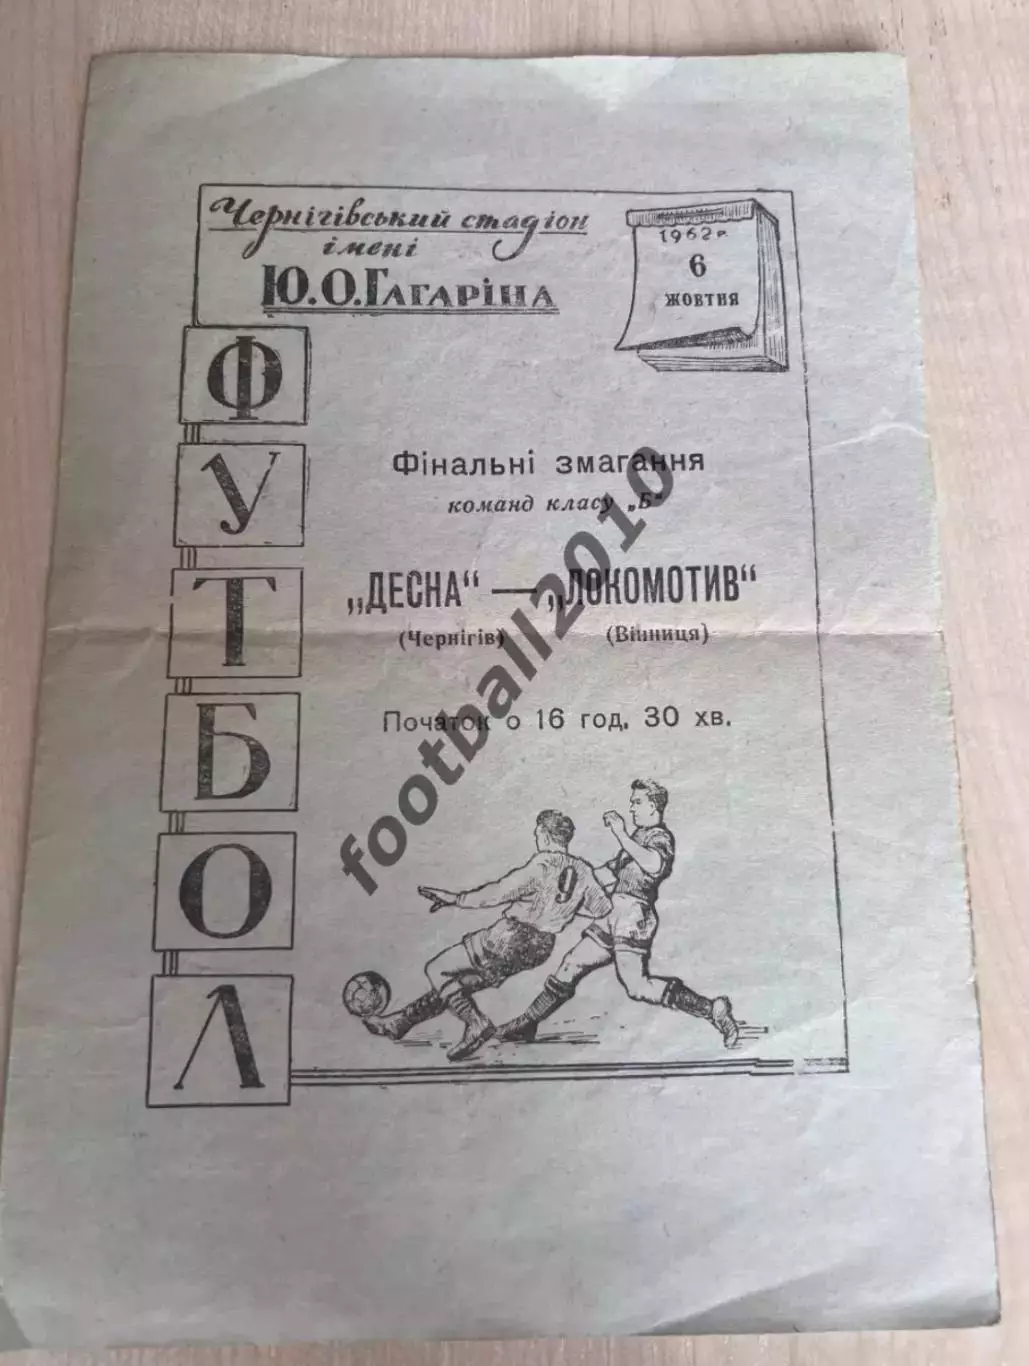 Чернігівський стадіон
імені
Ю.О.Гагаріна
1962 р.
6
жовтня
ФУТБОЛ
Фінальні змагання
команд класу „Б“
„ДЕСНА“ — „ЛОКОМОТИВ“
(Чернігів) (Вінниця)
Початок о 16 год. 30 хв.
9
football2010